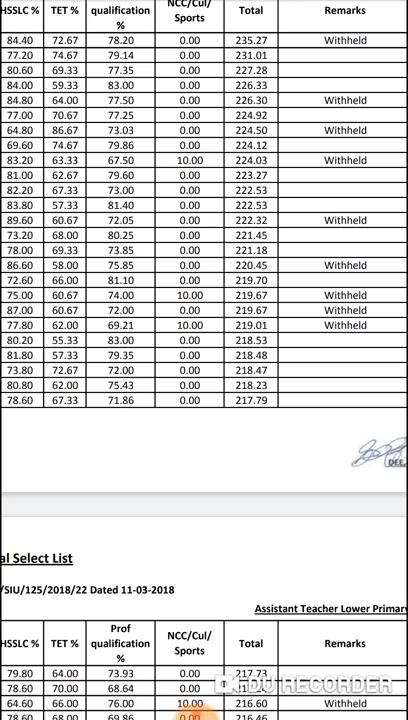 HSSLC % TET % qualification % NCC/Cul/ Sports Total Remarks
84.40 72.67 78.20 0.00 235.27 Withheld
77.20 74.67 79.14 0.00 231.01
80.60 69.33 77.35 0.00 227.28
84.00 59.33 83.00 0.00 226.33
84.80 64.00 77.50 0.00 226.30 Withheld
77.00 70.67 77.25 0.00 224.92
64.80 86.67 73.03 0.00 224.50 Withheld
69.60 74.67 79.86 0.00 224.12
83.20 63.33 67.50 10.00 224.03 Withheld
81.00 62.67 79.60 0.00 223.27
82.20 67.33 73.00 0.00 222.53
83.80 57.33 81.40 0.00 222.53
89.60 60.67 72.05 0.00 222.32 Withheld
73.20 68.00 80.25 0.00 221.45
78.00 69.33 73.85 0.00 221.18
86.60 58.00 75.85 0.00 220.45 Withheld
72.60 66.00 81.10 0.00 219.70
75.00 60.67 74.00 10.00 219.67 Withheld
87.00 60.67 72.00 0.00 219.67 Withheld
77.80 62.00 69.21 10.00 219.01 Withheld
80.20 55.33 83.00 0.00 218.53
81.80 57.33 79.35 0.00 218.48
73.80 72.67 72.00 0.00 218.47
80.80 62.00 75.43 0.00 218.23
78.60 67.33 71.86 0.00 217.79
DEE,
al Select List
/SIU/125/2018/22 Dated 11-03-2018
Assistant Teacher Lower Primary
HSSLC % TET % Prof qualification % NCC/Cul/ Sports Total Remarks
79.80 64.00 73.93 0.00 217.73
78.60 70.00 68.64 0.00
DU RECORDER
64.60 66.00 76.00 10.00 216.60 Withheld
78.60 68.00 69.86 0.00 216.46